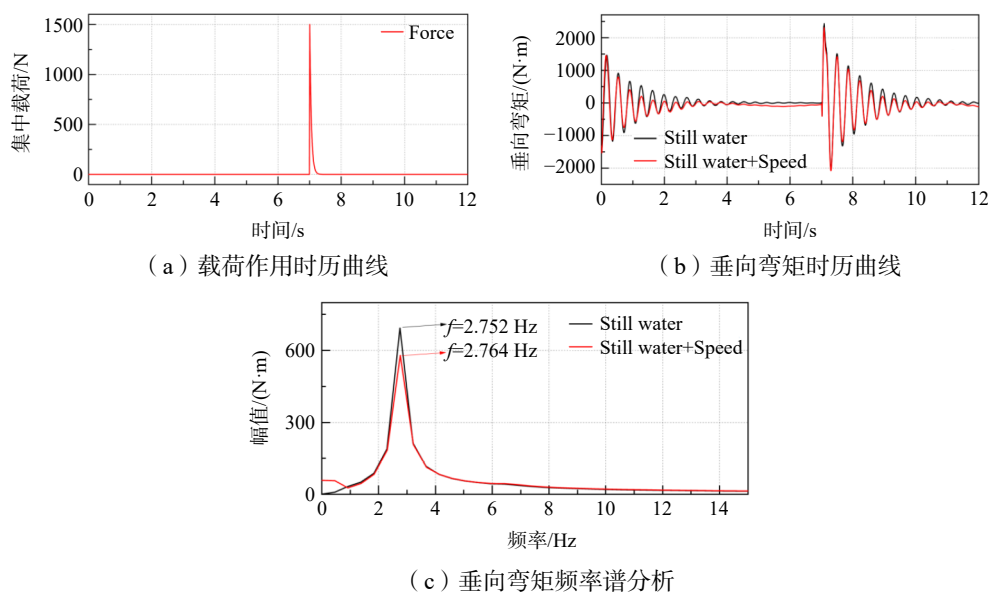 1500
1000
500
0
集中载荷/N
Force
0 2 4 6 8 10 12
时间/s
(a)载荷作用时历曲线
2000
1000
0
−1000
−2000
垂向弯矩/(N·m)
Still water
Still water+Speed
0 2 4 6 8 10 12
时间/s
(b)垂向弯矩时历曲线
600
300
0
幅值/(N·m)
f=2.752 Hz
f=2.764 Hz
Still water
Still water+Speed
0 2 4 6 8 10 12 14
频率/Hz
(c)垂向弯矩频率谱分析